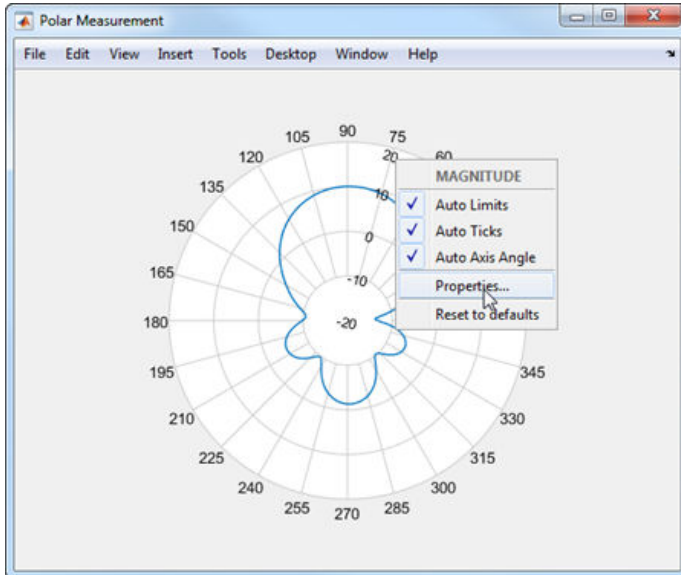 Polar Measurement
File Edit View Insert Tools Desktop Window Help
90
105 75
120 20 60
MAGNITUDE
135 10
Auto Limits
150 0
Auto Ticks
Auto Axis Angle
165 -10
Properties...
180 -20
Reset to defaults
195 345
210 330
225 315
240 300
255 270 285